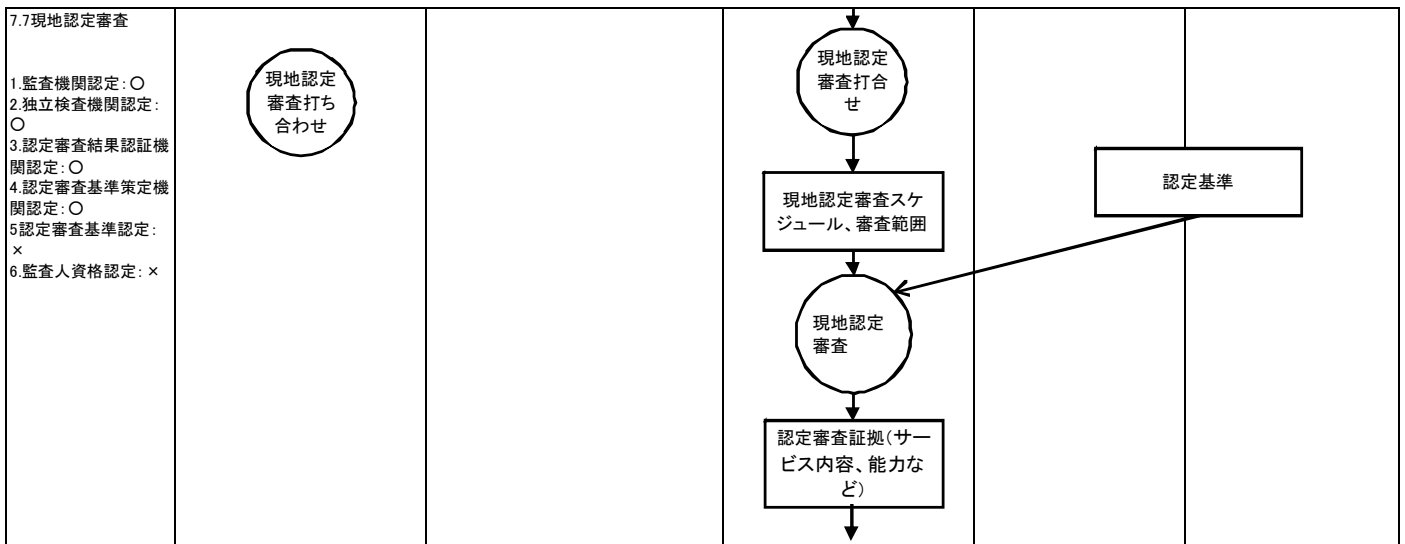 7.7現地認定審査
1.監査機関認定:〇
2.独立検査機関認定:
〇
3.認定審査結果認証機
関認定:〇
4.認定審査基準策定機
関認定:〇
5認定審査基準認定:
×
6.監査人資格認定:×
現地認定
審査打ち
合わせ
現地認定
審査打合
せ
現地認定審査スケ
ジュール、審査範囲
認定基準
現地認定
審査
認定審査証拠(サー
ビス内容、能力な
ど)